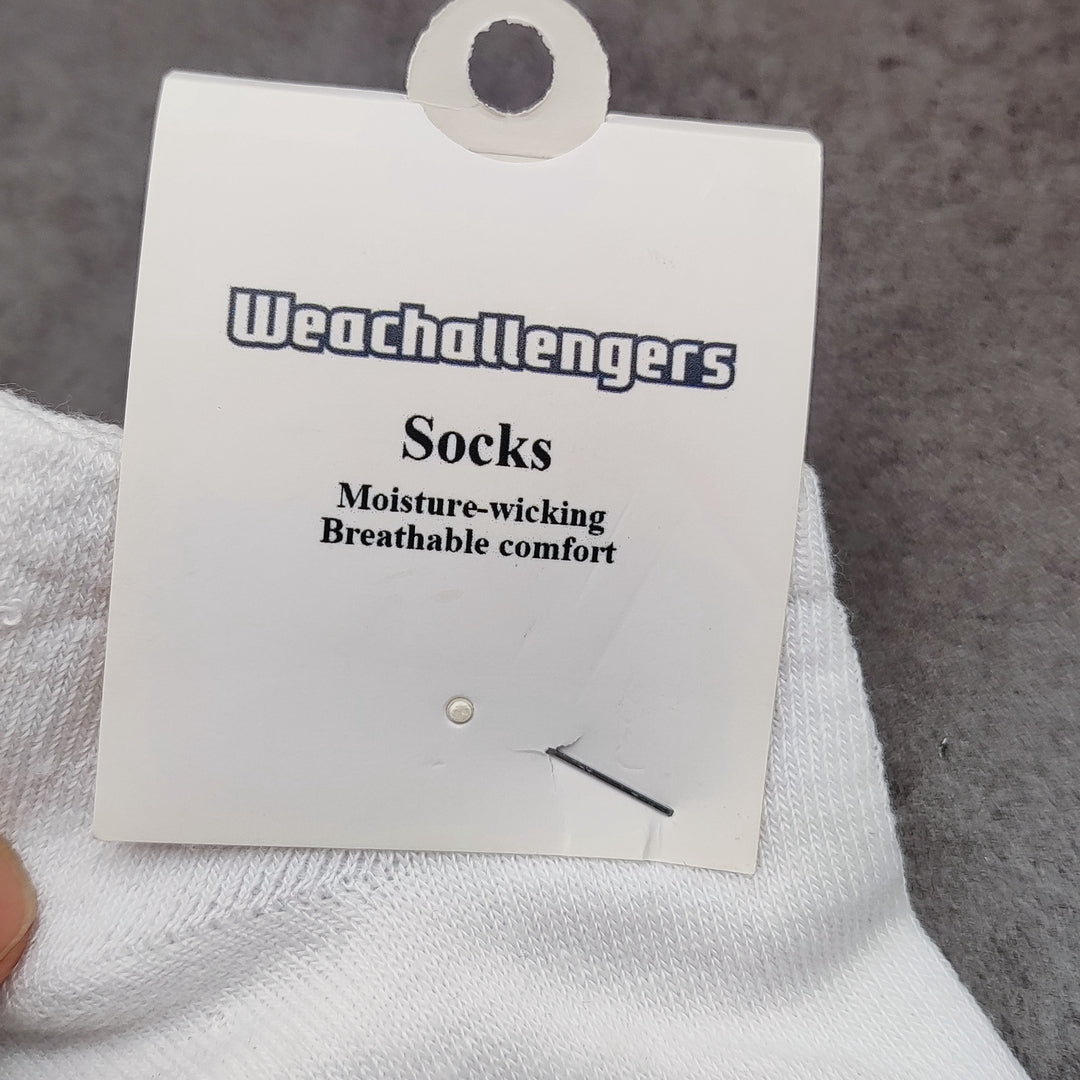 Weachallengers
Socks
Moisture-wicking
Breathable comfort